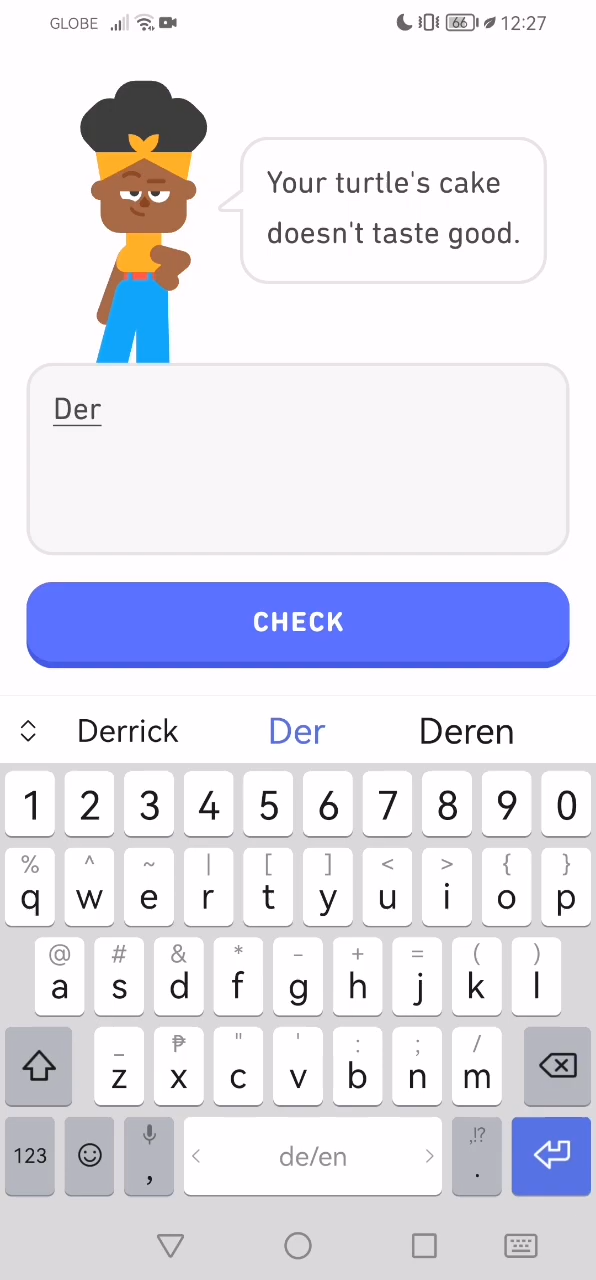 GLOBE 66 12:27
Your turtle's cake
doesn't taste good.
Der
CHECK
Derrick Der Deren
1 2 3 4 5 6 7 8 9 0
% ^ ~ | [ ] < > { }
q w e r t y u i o p
@ # & * - + = ( )
a s d f g h j k l
_ ₱ " ' : ; /
z x c v b n m
,!?
123 , de/en .